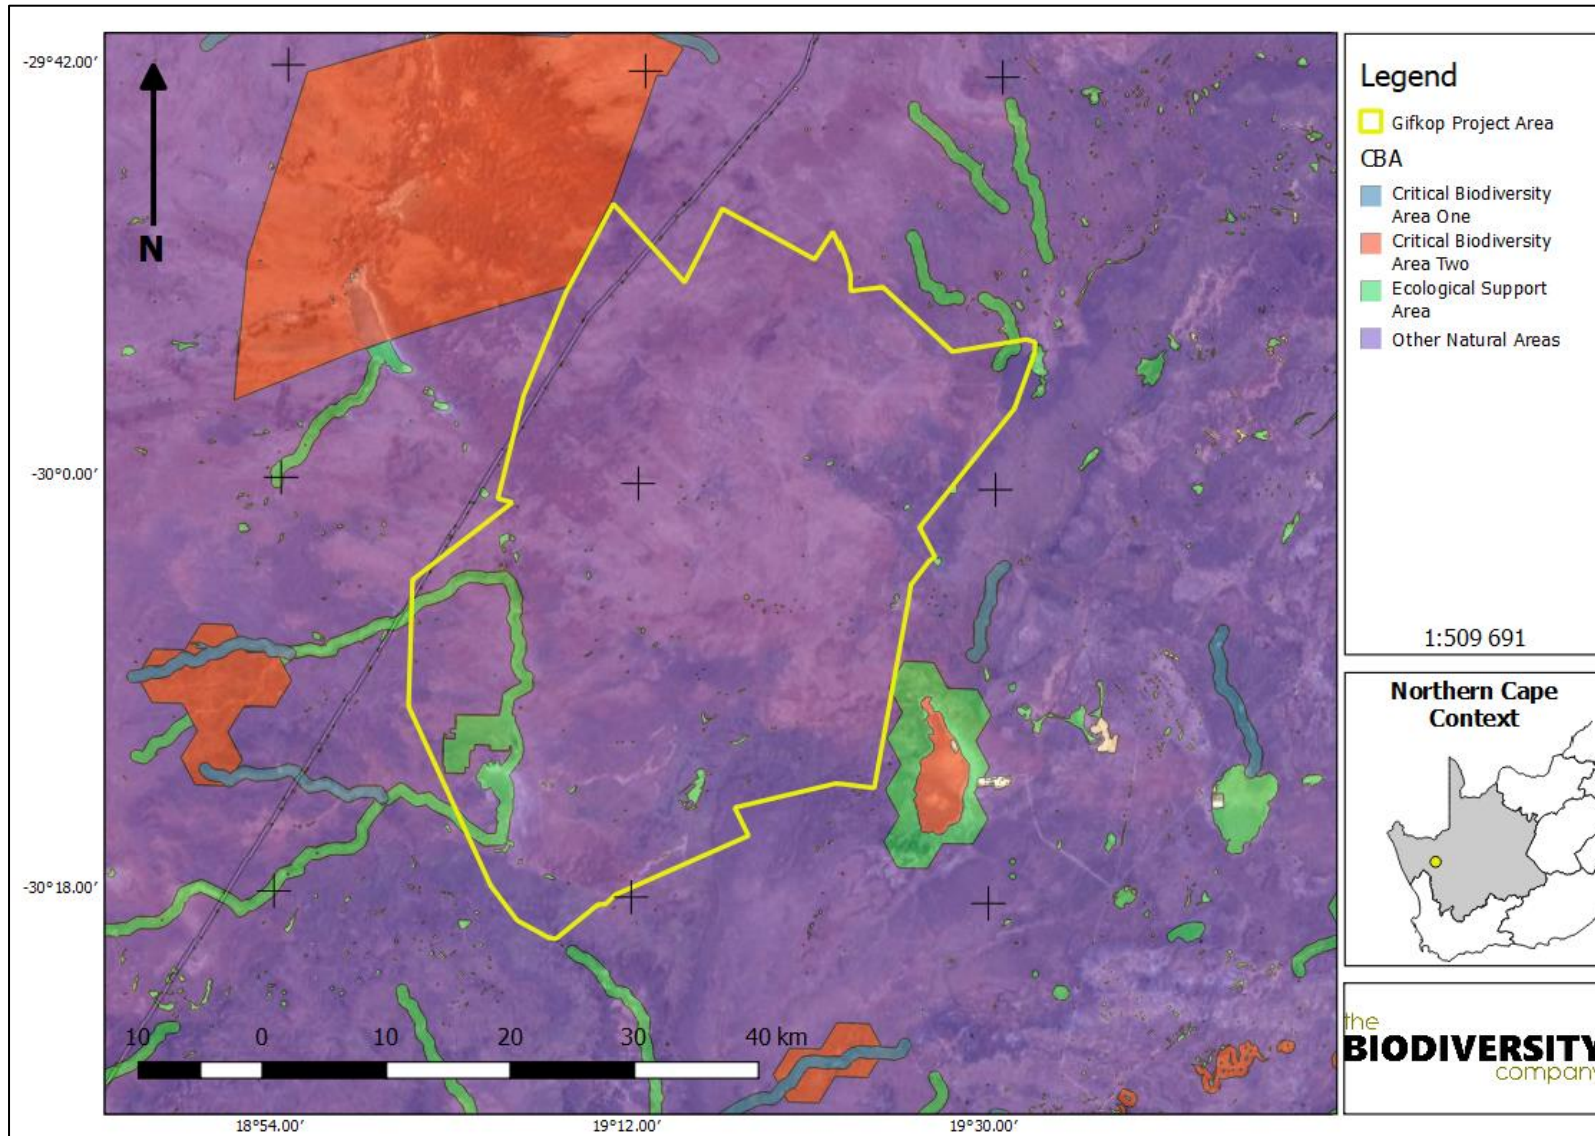 -29°42.00'
-30°0.00'
-30°18.00'
N
10 0 10 20 30 40 km
18°54.00' 19°12.00' 19°30.00'
Legend
Gifkop Project Area
CBA
Critical Biodiversity
Area One
Critical Biodiversity
Area Two
Ecological Support
Area
Other Natural Areas
1:509 691
Northern Cape
Context
the
BIODIVERSITY
company